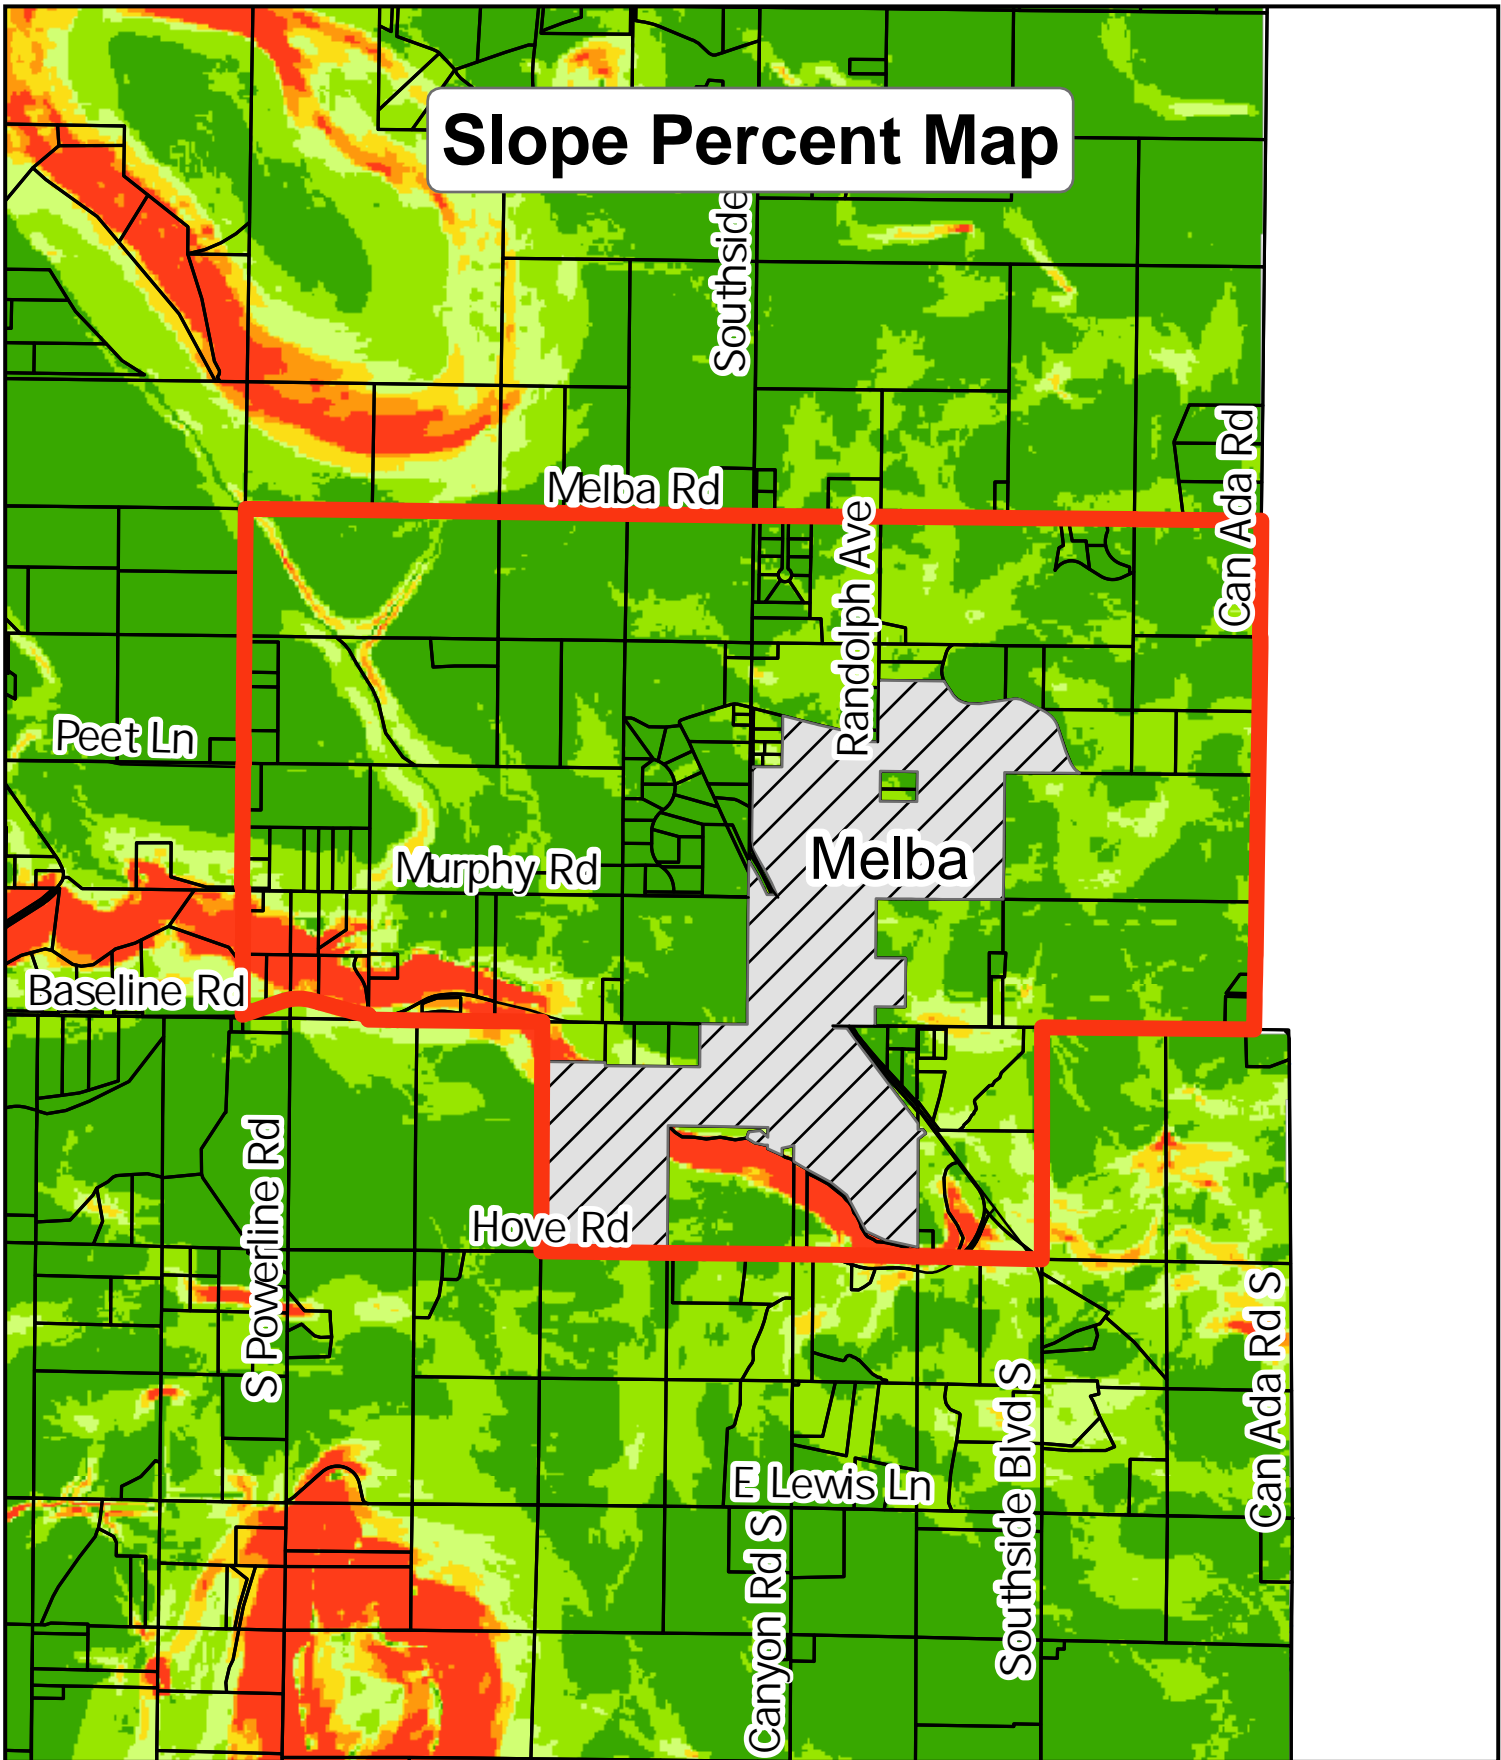 Slope Percent Map
Southside
Can Ada Rd
Melba Rd
Randolph Ave
Peet Ln
Melba
Murphy Rd
Baseline Rd
S Powerline Rd
Hove Rd
Can Ada Rd S
Southside Blvd S
E Lewis Ln
Canyon Rd S